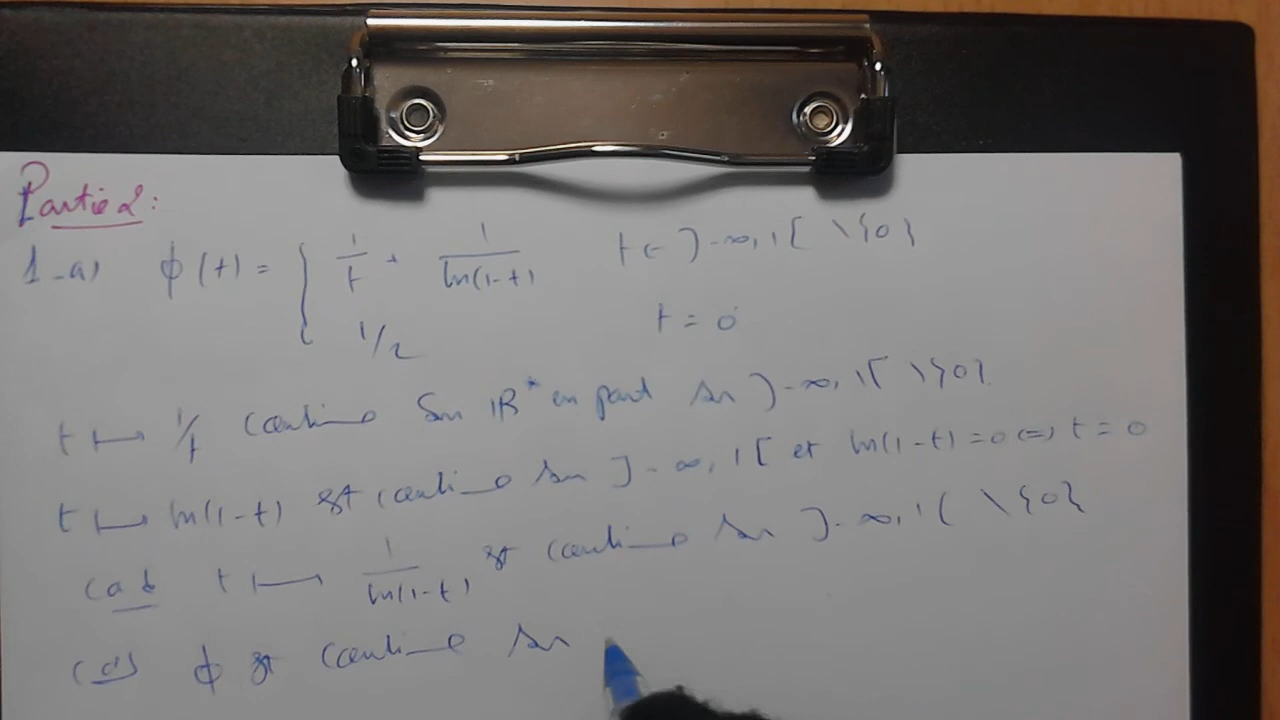 Partie 2:
1-a) ϕ(t) = { 1/t + 1/ln(1-t) t ∈ ]-∞,1[ \{0}
1/2 t = 0
t ⟼ 1/t continue sur IR* en part sur ]-∞,1[ \{0}
t ⟼ ln(1-t) est continue sur ]-∞,1[ et ln(1-t)=0 ⟺ t=0
cad t ⟼ 1/ln(1-t) est continue sur ]-∞,1[ \{0}
ϕ est continue sur